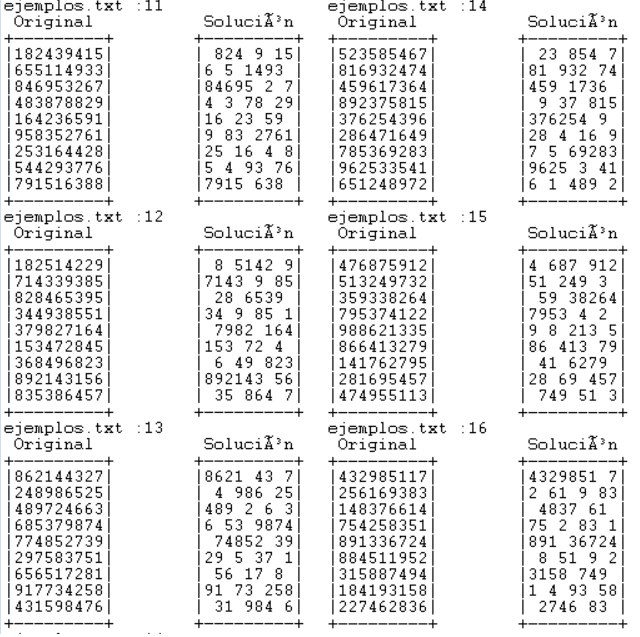 ejemplos.txt :11 ejemplos.txt :14
Original SoluciÃ³n Original SoluciÃ³n
+---------+ +---------+ +---------+ +---------+
|182439415| | 824 9 15| |523585467| | 23 854 7|
|655114933| |6 5 1493 | |816932474| |81 932 74|
|846953267| |84695 2 7| |459617364| |459 1736 |
|483878829| |4 3 78 29| |892375815| | 9 37 815|
|164236591| |16 23 59 | |376254396| |376254 9 |
|958352761| |9 83 2761| |286471649| |28 4 16 9|
|253164428| |25 16 4 8| |785369283| |7 5 69283|
|544293776| |5 4 93 76| |962533541| |9625 3 41|
|791516388| |7915 638 | |651248972| |6 1 489 2|
+---------+ +---------+ +---------+ +---------+
ejemplos.txt :12 ejemplos.txt :15
Original SoluciÃ³n Original SoluciÃ³n
+---------+ +---------+ +---------+ +---------+
|182514229| | 8 5142 9| |476875912| |4 687 912|
|714339385| |7143 9 85| |513249732| |51 249 3 |
|828465395| | 28 6539 | |359338264| | 59 38264|
|344938551| |34 9 85 1| |795374122| |7953 4 2 |
|379827164| | 7982 164| |988621335| |9 8 213 5|
|153472845| |153 72 4 | |866413279| |86 413 79|
|368496823| | 6 49 823| |141762795| | 41 6279 |
|892143156| |892143 56| |281695457| |28 69 457|
|835386457| | 35 864 7| |474955113| | 749 51 3|
+---------+ +---------+ +---------+ +---------+
ejemplos.txt :13 ejemplos.txt :16
Original SoluciÃ³n Original SoluciÃ³n
+---------+ +---------+ +---------+ +---------+
|862144327| |8621 43 7| |432985117| |4329851 7|
|248986525| | 4 986 25| |256169383| |2 61 9 83|
|489724663| |489 2 6 3| |148376614| | 4837 61 |
|685379874| |6 53 9874| |754258351| |75 2 83 1|
|774852739| | 74852 39| |891336724| |891 36724|
|297583751| |29 5 37 1| |884511952| | 8 51 9 2|
|656517281| | 56 17 8 | |315887494| |3158 749 |
|917734258| |91 73 258| |184193158| |1 4 93 58|
|431598476| | 31 984 6| |227462836| | 2746 83 |
+---------+ +---------+ +---------+ +---------+